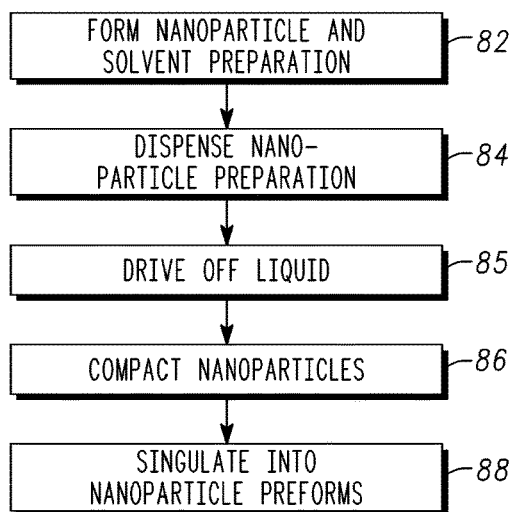 FORM NANOPARTICLE AND
SOLVENT PREPARATION
82
DISPENSE NANO-
PARTICLE PREPARATION
84
DRIVE OFF LIQUID
85
COMPACT NANOPARTICLES
86
SINGULATE INTO
NANOPARTICLE PREFORMS
88